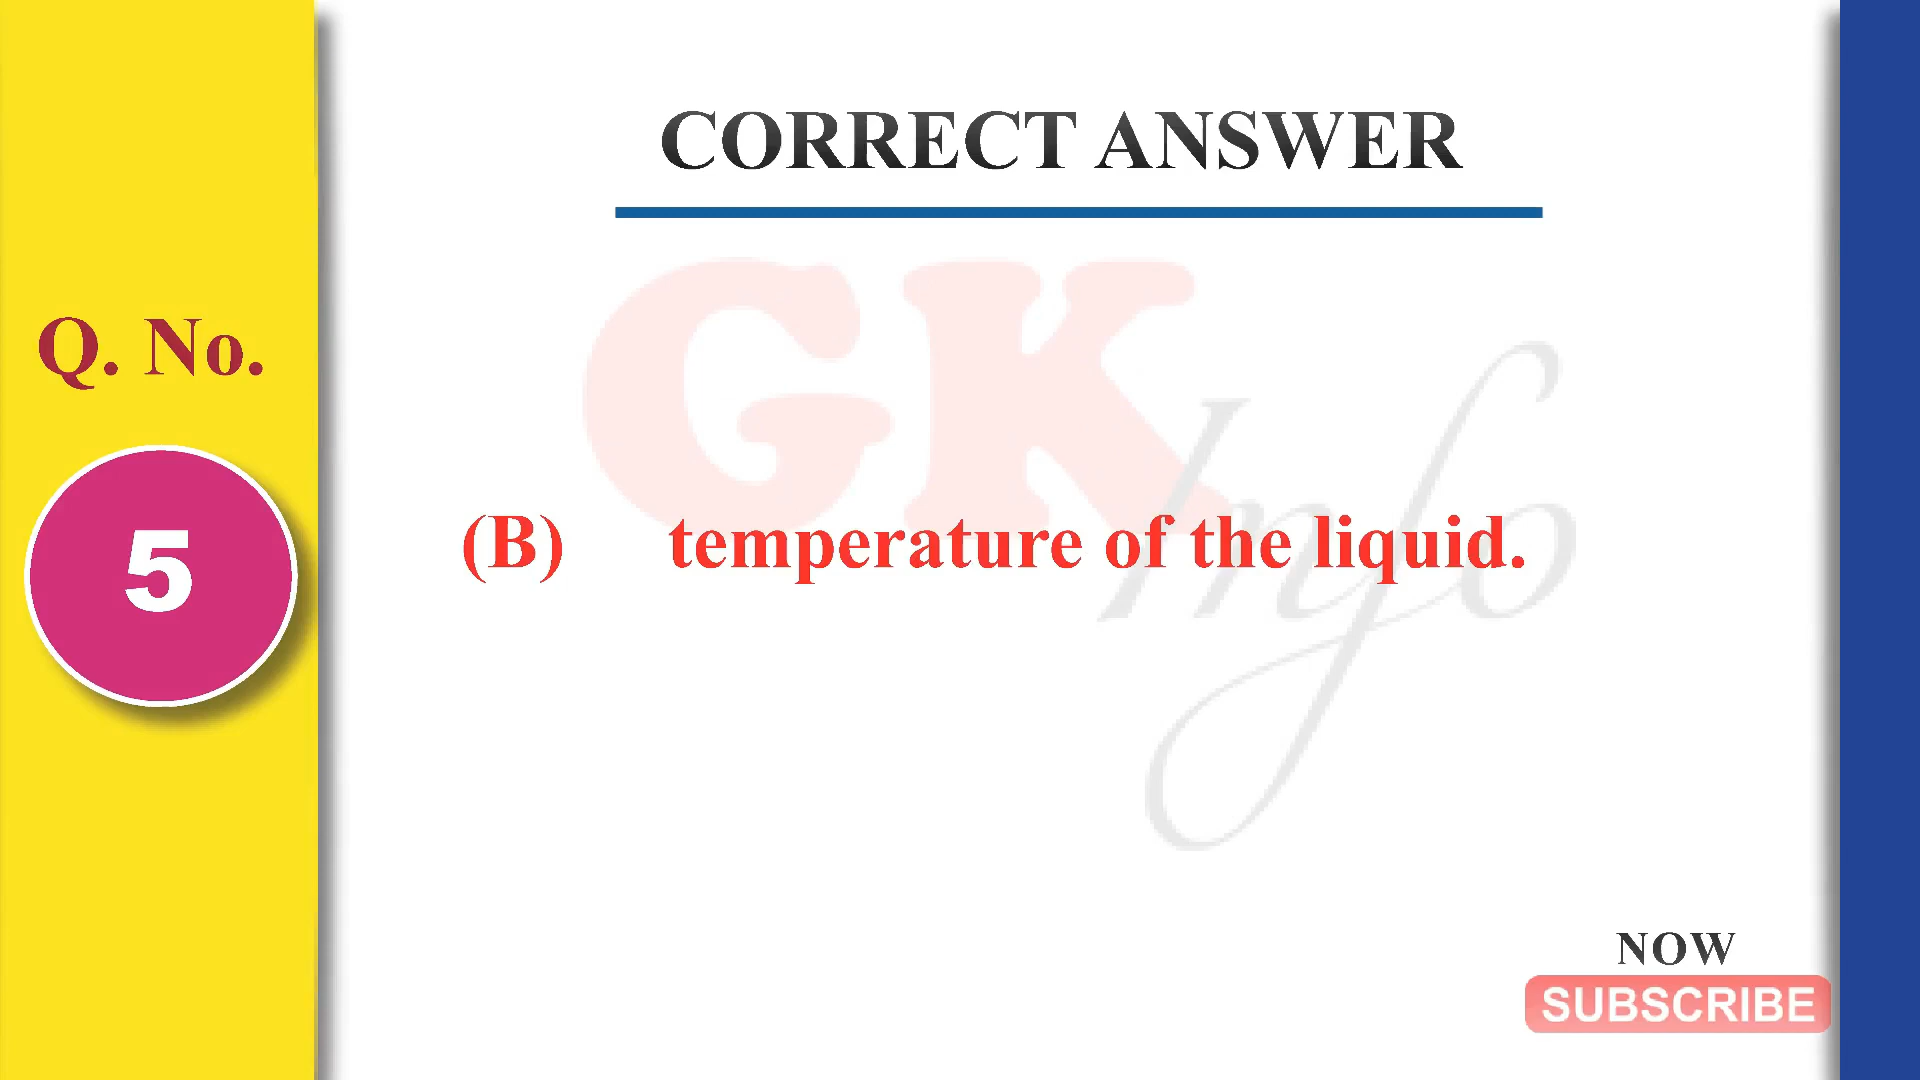 CORRECT ANSWER
GK Info
Q. No.
5
(B) temperature of the liquid.
NOW
SUBSCRIBE